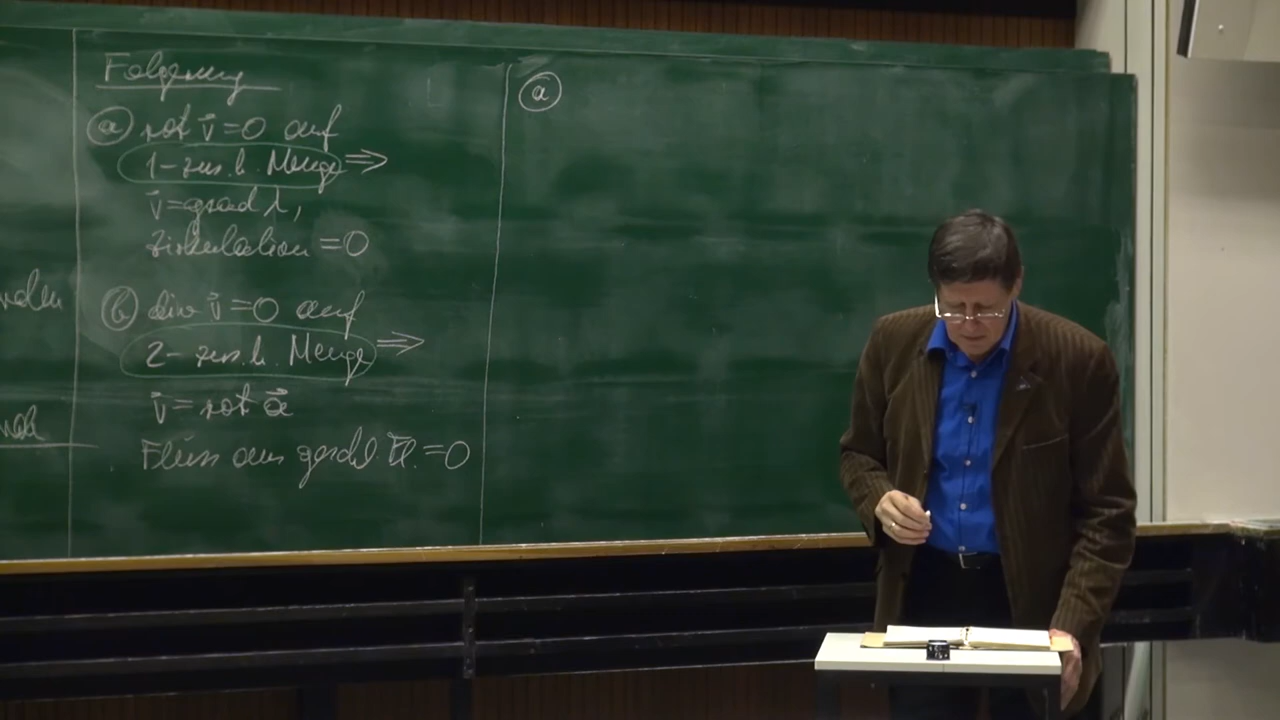 Folgerung
ⓐ rot v⃗=0 auf
1-zus.h. Menge ⇒
v⃗=grad λ,
Zirkulation =0
ⓑ div v⃗=0 auf
2-zus.h. Menge ⇒
v⃗=rot a⃗
Fluss aus geschl. Fl.=0
ⓐ